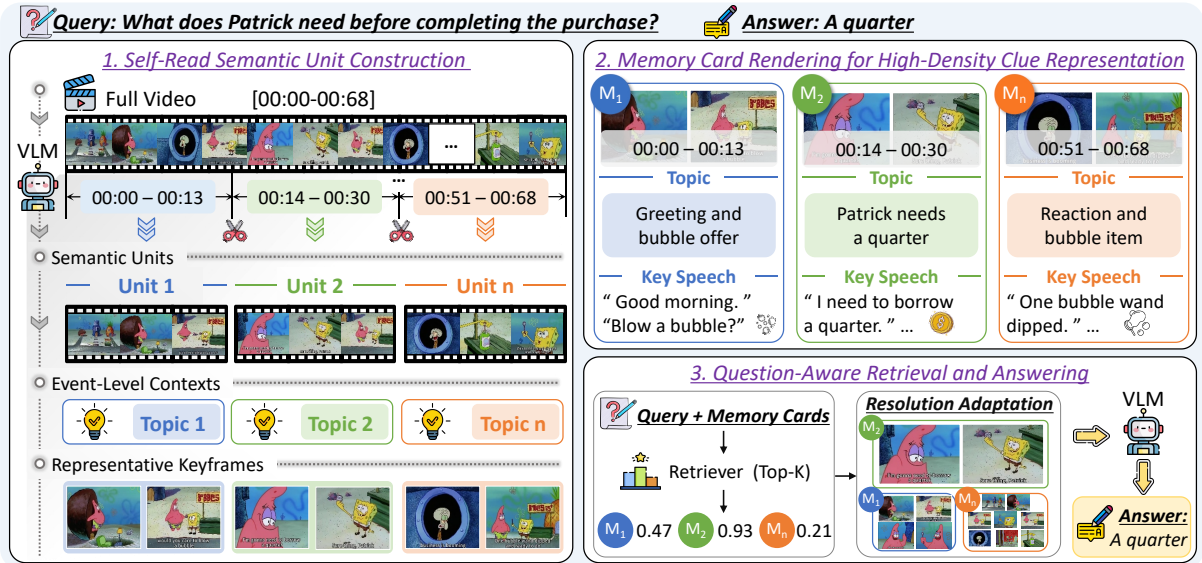 Query: What does Patrick need before completing the purchase?
Answer: A quarter
1. Self-Read Semantic Unit Construction
Full Video [00:00-00:68]
VLM
...
...
00:00 – 00:13
00:14 – 00:30
00:51 – 00:68
Semantic Units
Unit 1
Unit 2
Unit n
Event-Level Contexts
Topic 1
Topic 2
Topic n
Representative Keyframes
2. Memory Card Rendering for High-Density Clue Representation
M1
00:00 – 00:13
Topic
Greeting and
bubble offer
Key Speech
“ Good morning. ”
“Blow a bubble?”
M2
00:14 – 00:30
Topic
Patrick needs
a quarter
Key Speech
“ I need to borrow
a quarter. ” ...
Mn
00:51 – 00:68
Topic
Reaction and
bubble item
Key Speech
“ One bubble wand
dipped. ” ...
3. Question-Aware Retrieval and Answering
Query + Memory Cards
Retriever (Top-K)
M1 0.47 M2 0.93 Mn 0.21
Resolution Adaptation
M2
M1
Mn
VLM
Answer:
A quarter